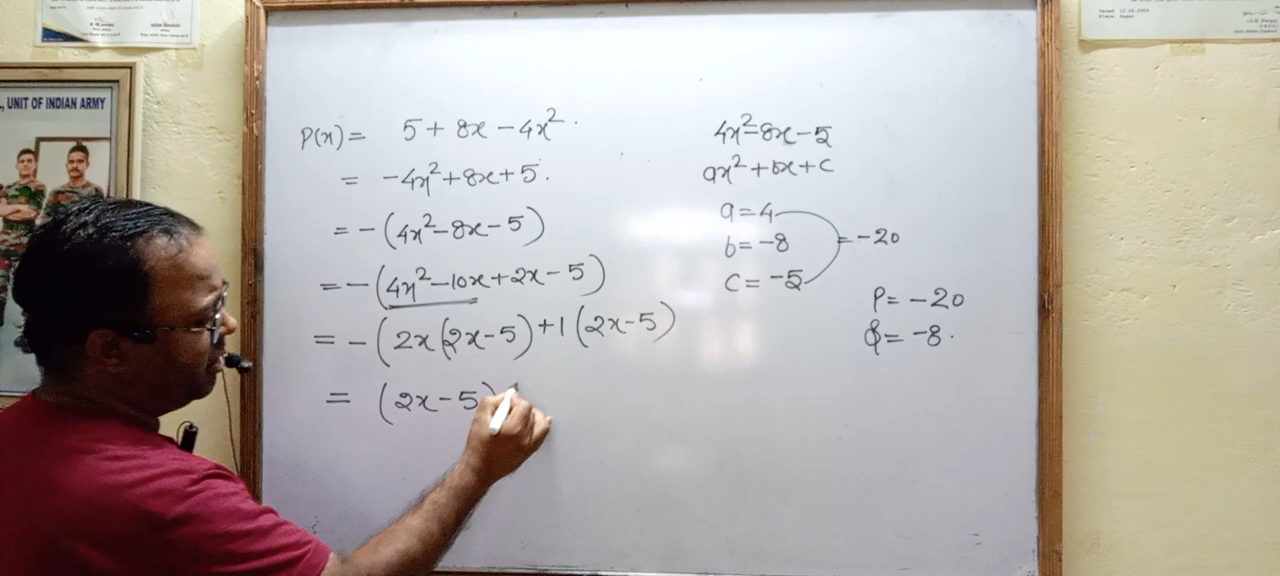 , UNIT OF INDIAN ARMY
P(x) = 5 + 8x - 4x²
= -4x² + 8x + 5.
= - (4x² - 8x - 5)
= - (4x² - 10x + 2x - 5)
= - (2x (2x - 5) + 1 (2x - 5)
= (2x - 5)
4x² - 8x - 5
ax² + bx + c
a = 4
b = -8
= -20
c = -5
P = -20
S = -8.